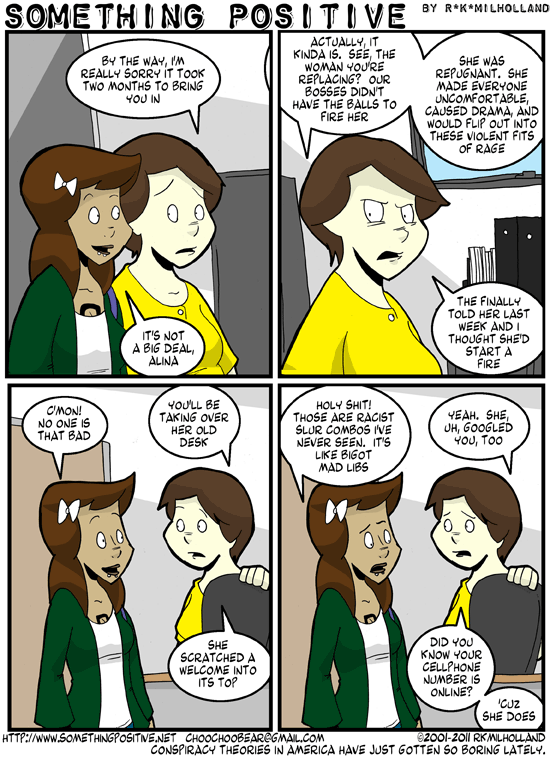 SOMETHING POSITIVE
BY R*K*MILHOLLAND
BY THE WAY, I'M
REALLY SORRY IT TOOK
TWO MONTHS TO BRING
YOU IN
IT'S NOT
A BIG DEAL,
ALINA
ACTUALLY, IT
KINDA IS. SEE, THE
WOMAN YOU'RE
REPLACING? OUR
BOSSES DIDN'T
HAVE THE BALLS TO
FIRE HER
SHE WAS
REPUGNANT. SHE
MADE EVERYONE
UNCOMFORTABLE,
CAUSED DRAMA, AND
WOULD FLIP OUT INTO
THESE VIOLENT FITS
OF RAGE
THE FINALLY
TOLD HER LAST
WEEK AND I
THOUGHT SHE'D
START A
FIRE
C'MON!
NO ONE IS
THAT BAD
YOU'LL BE
TAKING OVER
HER OLD
DESK
SHE
SCRATCHED A
WELCOME INTO
ITS TOP
HOLY SHIT!
THOSE ARE RACIST
SLUR COMBOS I'VE
NEVER SEEN. IT'S
LIKE BIGOT
MAD LIBS
YEAH. SHE,
UH, GOOGLED
YOU, TOO
DID YOU
KNOW YOUR
CELLPHONE
NUMBER IS
ONLINE?
'CUZ
SHE DOES
HTTP://WWW.SOMETHINGPOSITIVE.NET CHOOCHOOBEAR@GMAIL.COM ©2001-2011 RKMILHOLLAND
CONSPIRACY THEORIES IN AMERICA HAVE JUST GOTTEN SO BORING LATELY.